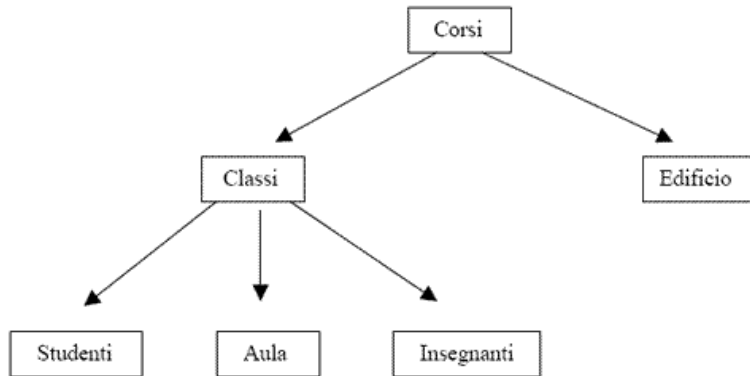 Corsi
Classi
Edificio
Studenti
Aula
Insegnanti